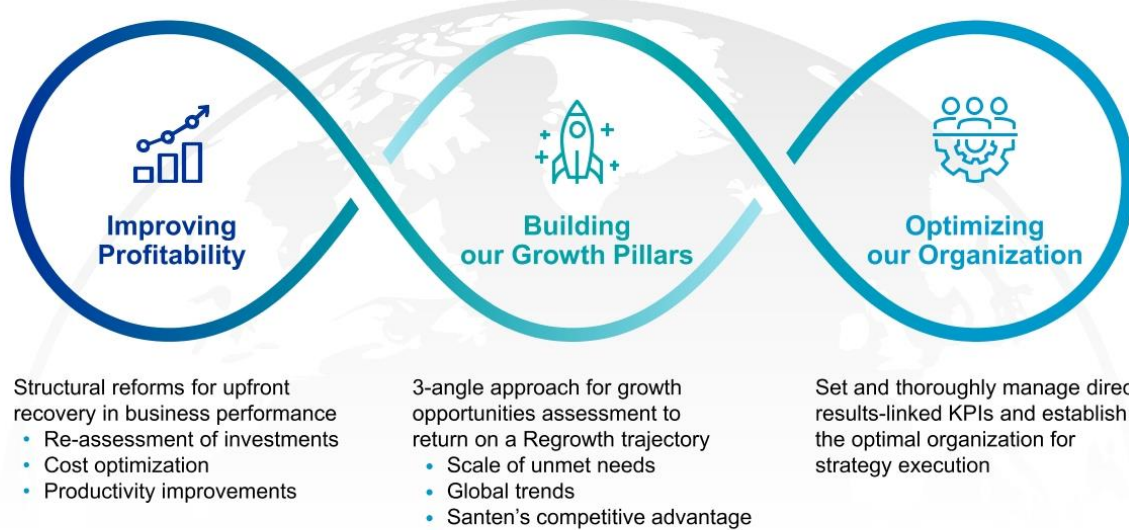 Improving
Profitability
Building
our Growth Pillars
Optimizing
our Organization
Structural reforms for upfront
recovery in business performance
• Re-assessment of investments
• Cost optimization
• Productivity improvements
3-angle approach for growth
opportunities assessment to
return on a Regrowth trajectory
• Scale of unmet needs
• Global trends
• Santen's competitive advantage
Set and thoroughly manage direc
results-linked KPIs and establish
the optimal organization for
strategy execution